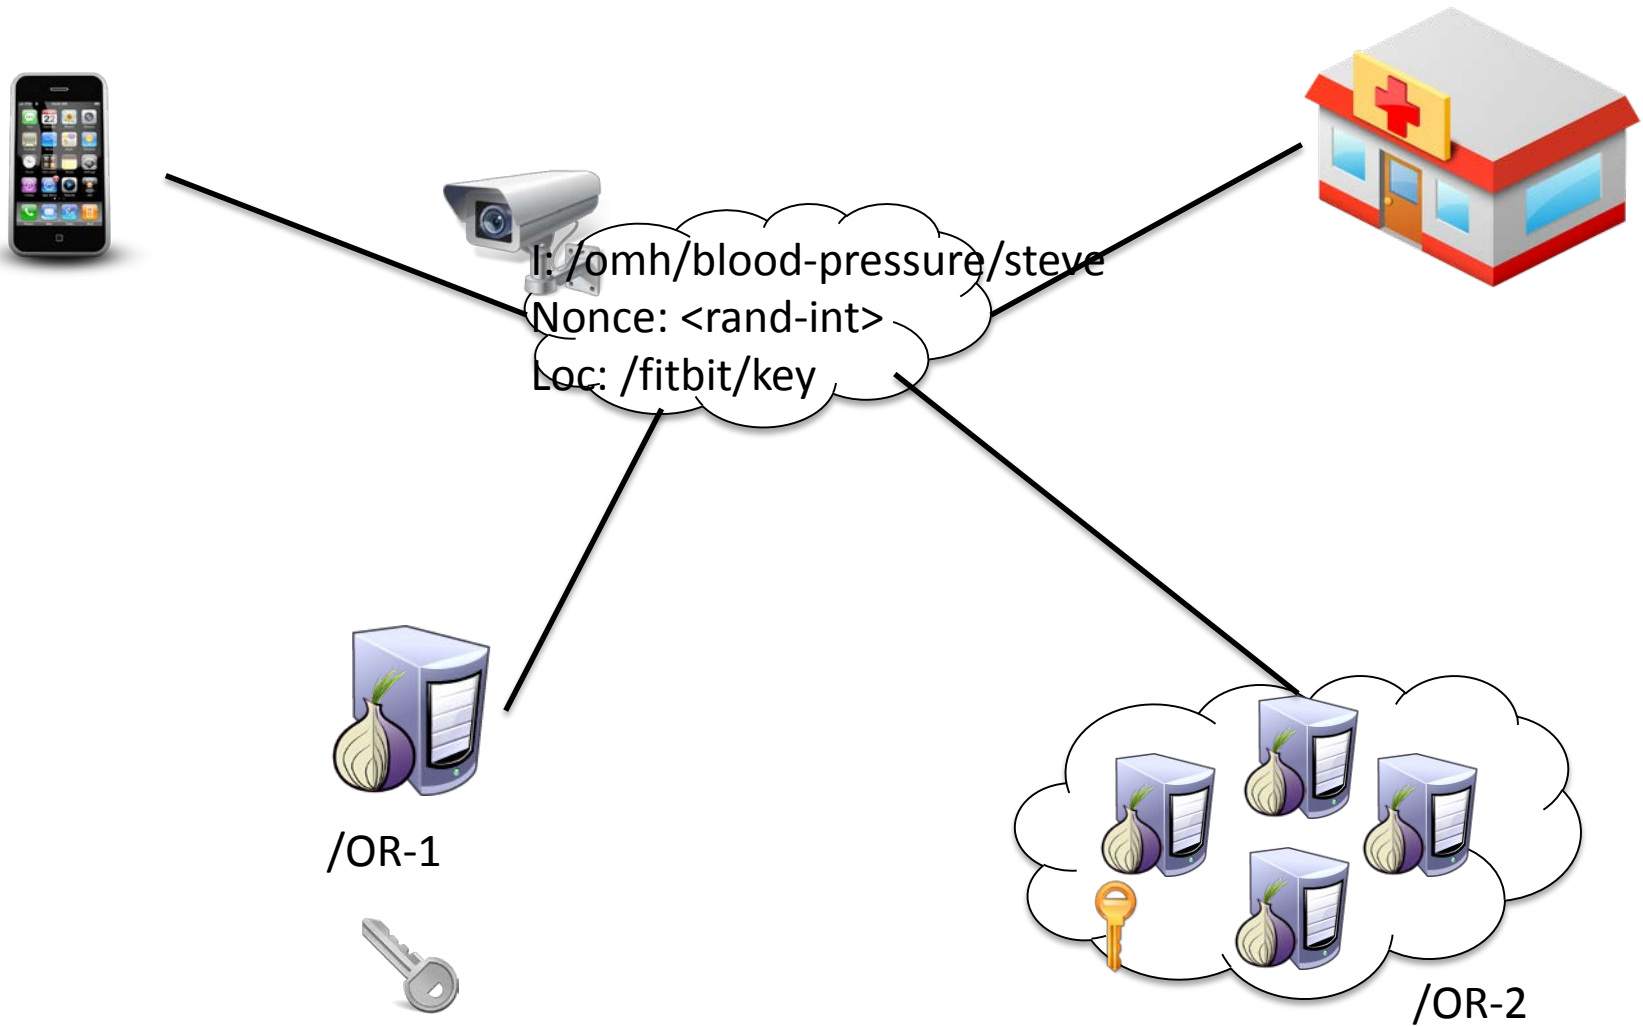 I: /omh/blood-pressure/steve
Nonce: <rand-int>
Loc: /fitbit/key
/OR-1
/OR-2